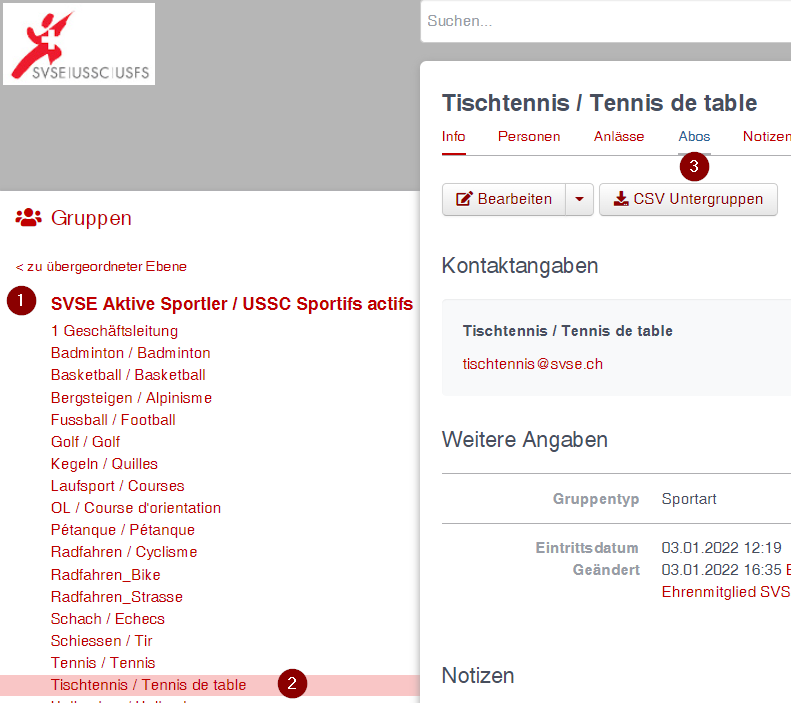 SVSE|USSC|USFS
Suchen...
Tischtennis / Tennis de table
Info Personen Anlässe Abos Notizen
3
Bearbeiten CSV Untergruppen
Gruppen
< zu übergeordneter Ebene
1
SVSE Aktive Sportler / USSC Sportifs actifs
1 Geschäftsleitung
Badminton / Badminton
Basketball / Basketball
Bergsteigen / Alpinisme
Fussball / Football
Golf / Golf
Kegeln / Quilles
Laufsport / Courses
OL / Course d'orientation
Pétanque / Pétanque
Radfahren / Cyclisme
Radfahren_Bike
Radfahren_Strasse
Schach / Echecs
Schiessen / Tir
Tennis / Tennis
Tischtennis / Tennis de table
2
Kontaktangaben
Tischtennis / Tennis de table
tischtennis@svse.ch
Weitere Angaben
Gruppentyp Sportart
Eintrittsdatum 03.01.2022 12:19
Geändert 03.01.2022 16:35
Ehrenmitglied SVS
Notizen